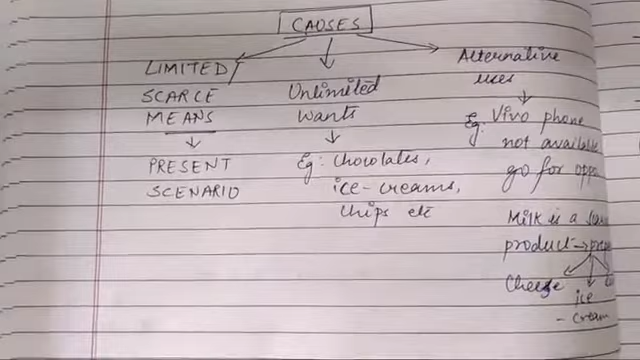 CAUSES
LIMITED/
SCARCE
MEANS
PRESENT
SCENARIO
Unlimited
wants
Eg: Chocolates,
ice-creams,
chips etc
Alternative
uses
Eg: Vivo phone
not available
go for
Milk is a
product →
Cheese
ice
- cream